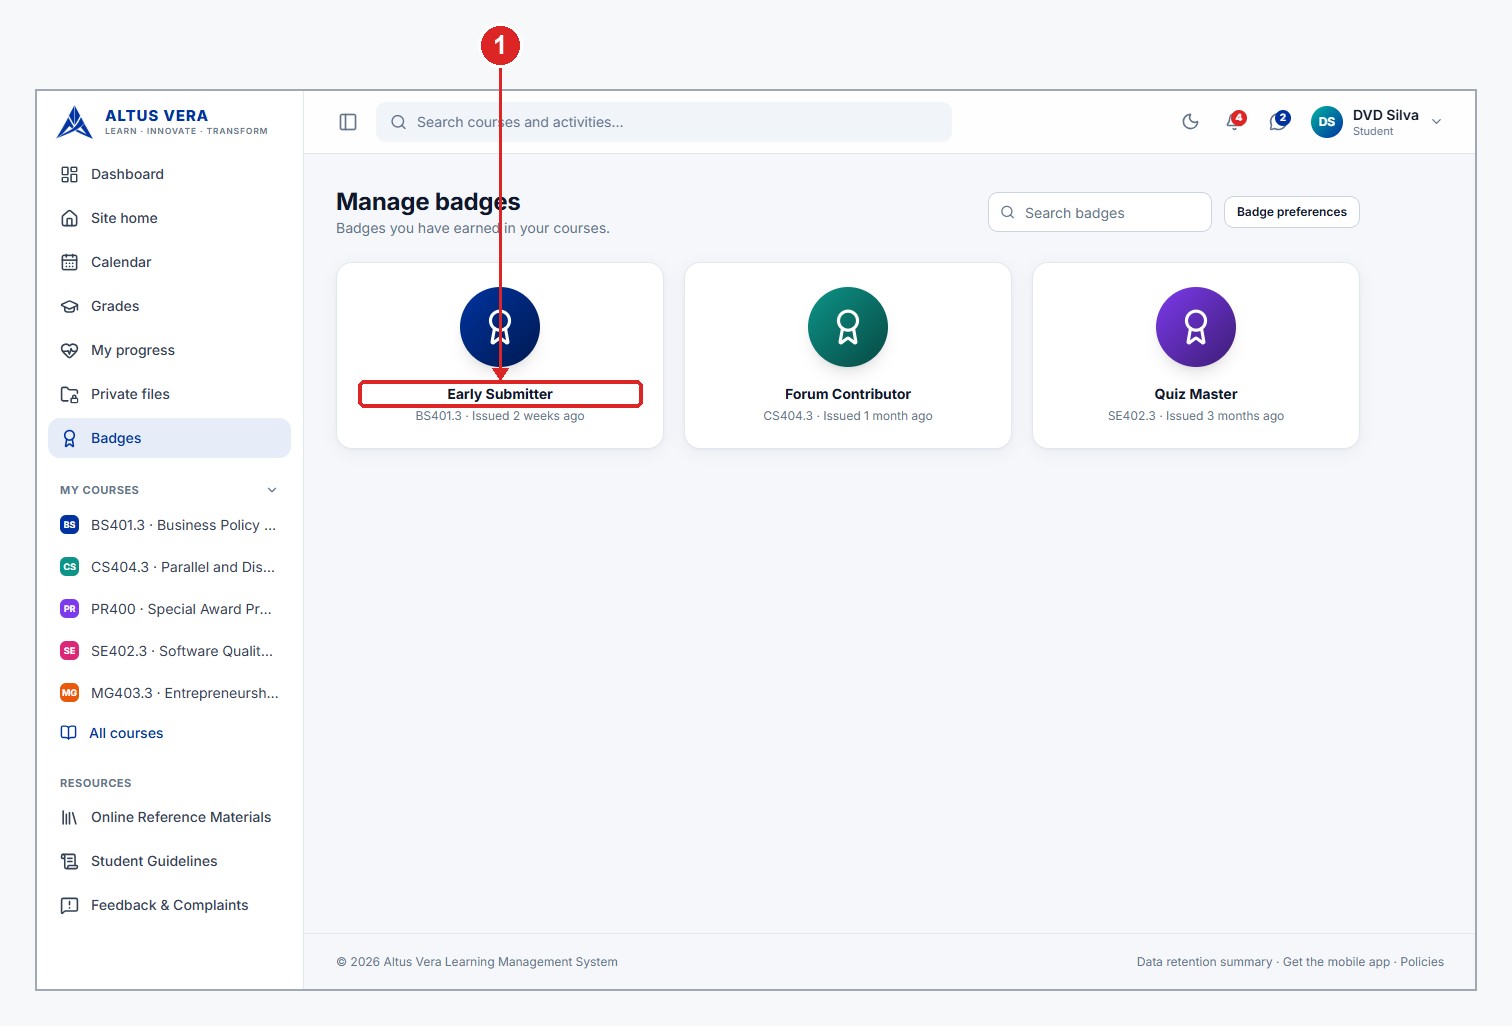 1
ALTUS VERA
LEARN · INNOVATE · TRANSFORM
Search courses and activities...
4
2
DS
DVD Silva
Student
Dashboard
Site home
Calendar
Grades
My progress
Private files
Badges
MY COURSES
BS BS401.3 · Business Policy ...
CS CS404.3 · Parallel and Dis...
PR PR400 · Special Award Pr...
SE SE402.3 · Software Qualit...
MG MG403.3 · Entrepreneursh...
All courses
RESOURCES
Online Reference Materials
Student Guidelines
Feedback & Complaints
Manage badges
Badges you have earned in your courses.
Search badges
Badge preferences
Early Submitter
BS401.3 · Issued 2 weeks ago
Forum Contributor
CS404.3 · Issued 1 month ago
Quiz Master
SE402.3 · Issued 3 months ago
© 2026 Altus Vera Learning Management System
Data retention summary · Get the mobile app · Policies